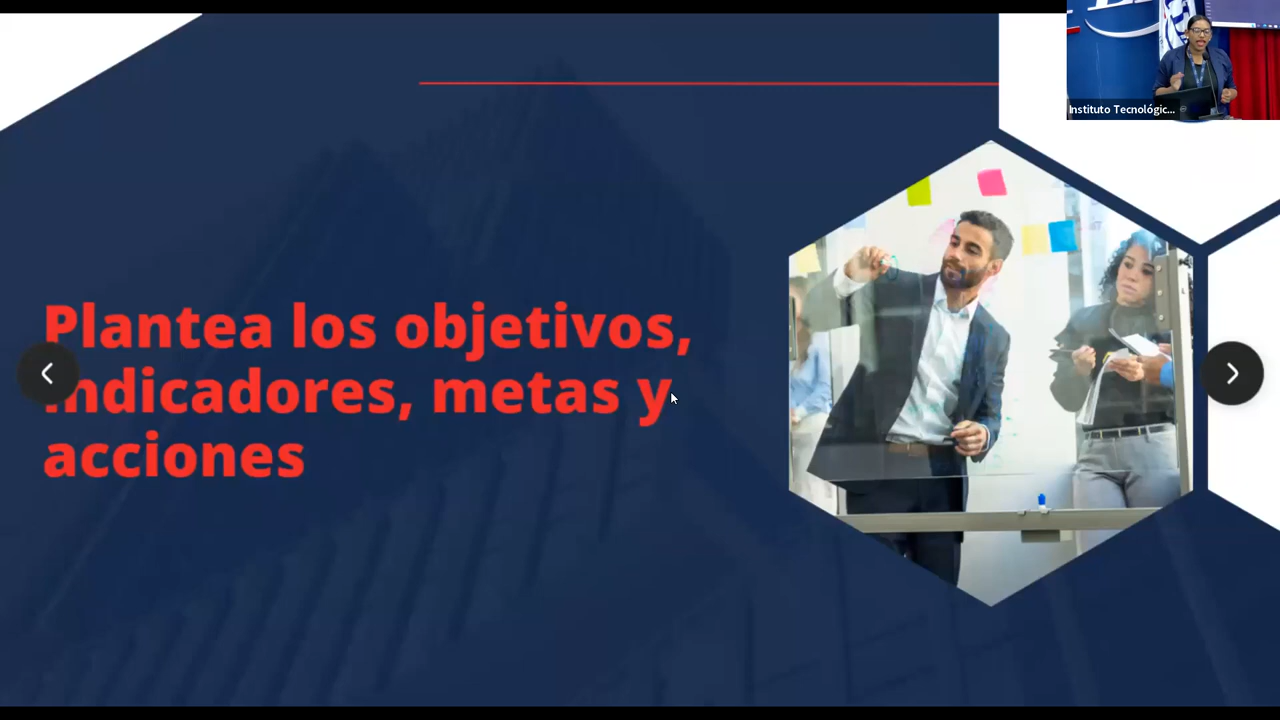 Instituto Tecnológic...
Plantea los objetivos,
indicadores, metas y
acciones